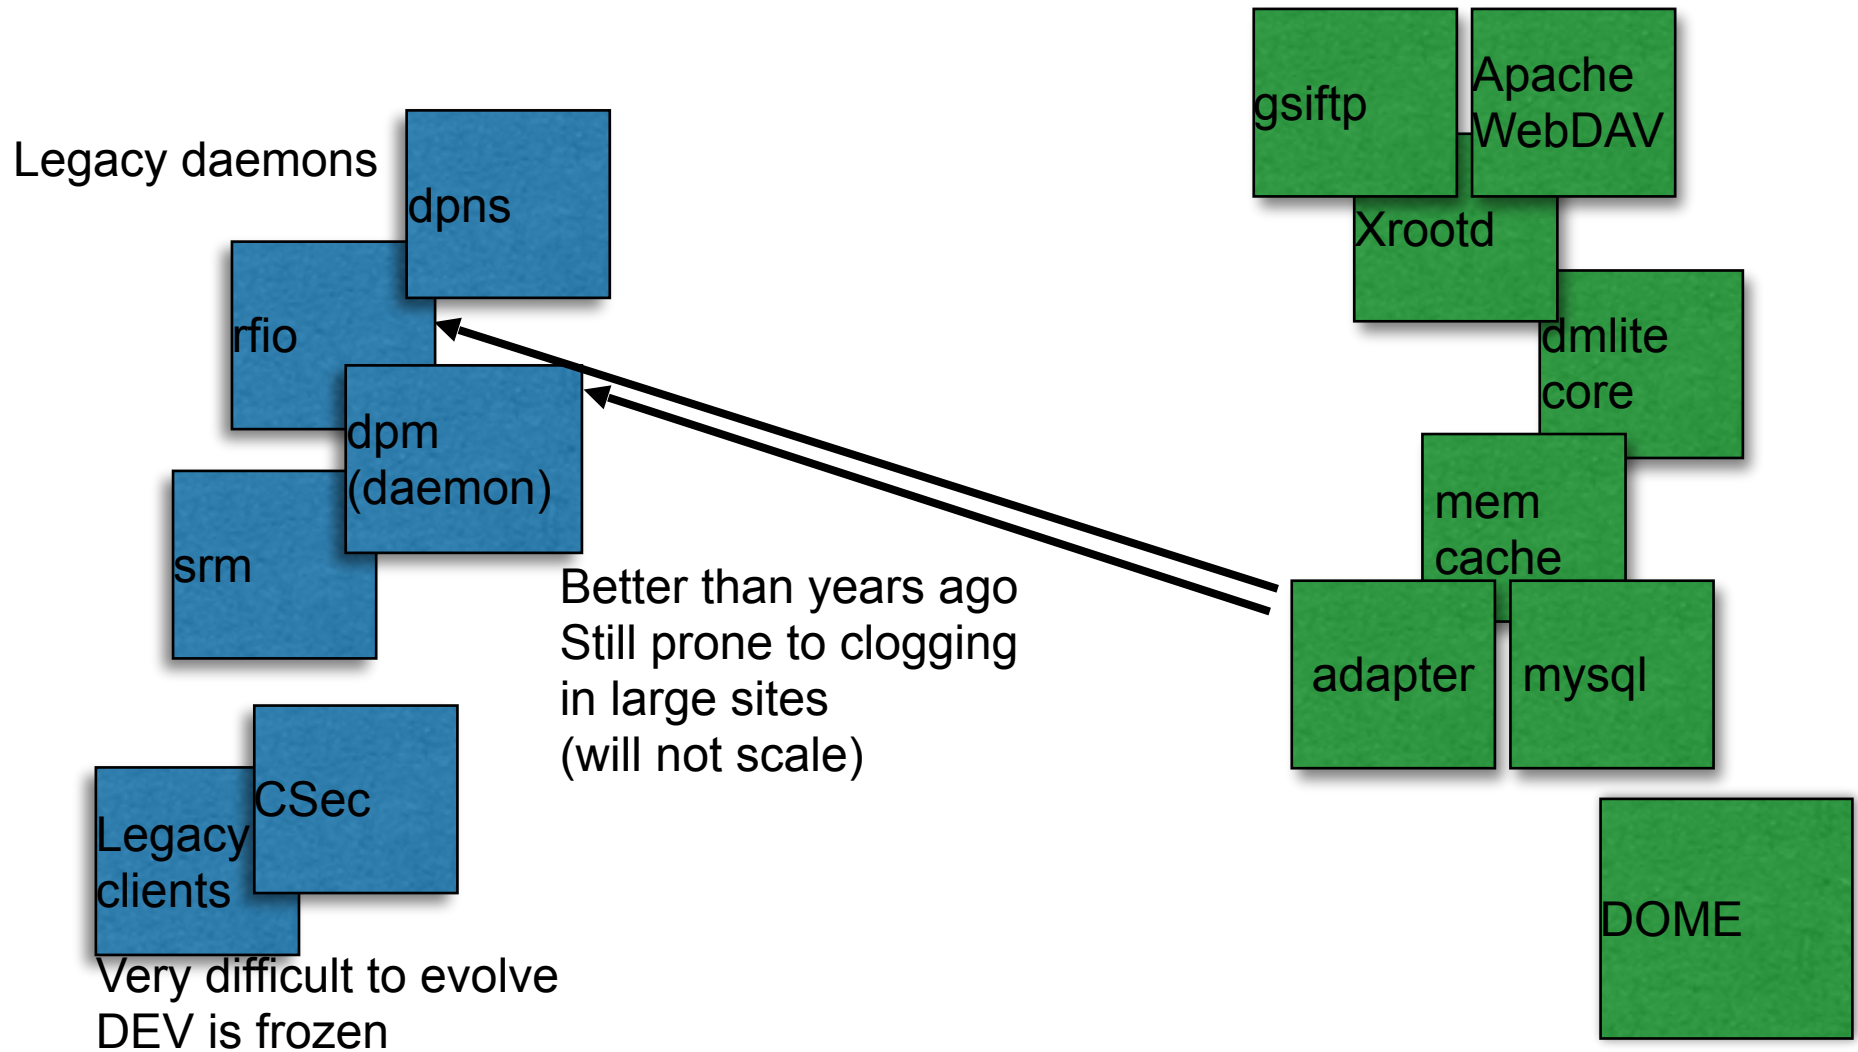 Legacy daemons
dpns
rfio
dpm
(daemon)
srm
CSec
Legacy
clients
Very difficult to evolve
DEV is frozen
Better than years ago
Still prone to clogging
in large sites
(will not scale)
gsiftp
Apache
WebDAV
Xrootd
dmlite
core
mem
cache
adapter
mysql
DOME